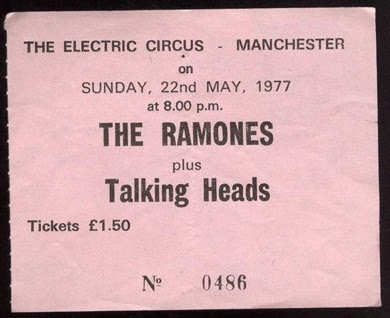 THE ELECTRIC CIRCUS - MANCHESTER
on
SUNDAY, 22nd MAY, 1977
at 8.00 p.m.
THE RAMONES
plus
Talking Heads
Tickets £1.50
Nº 0486